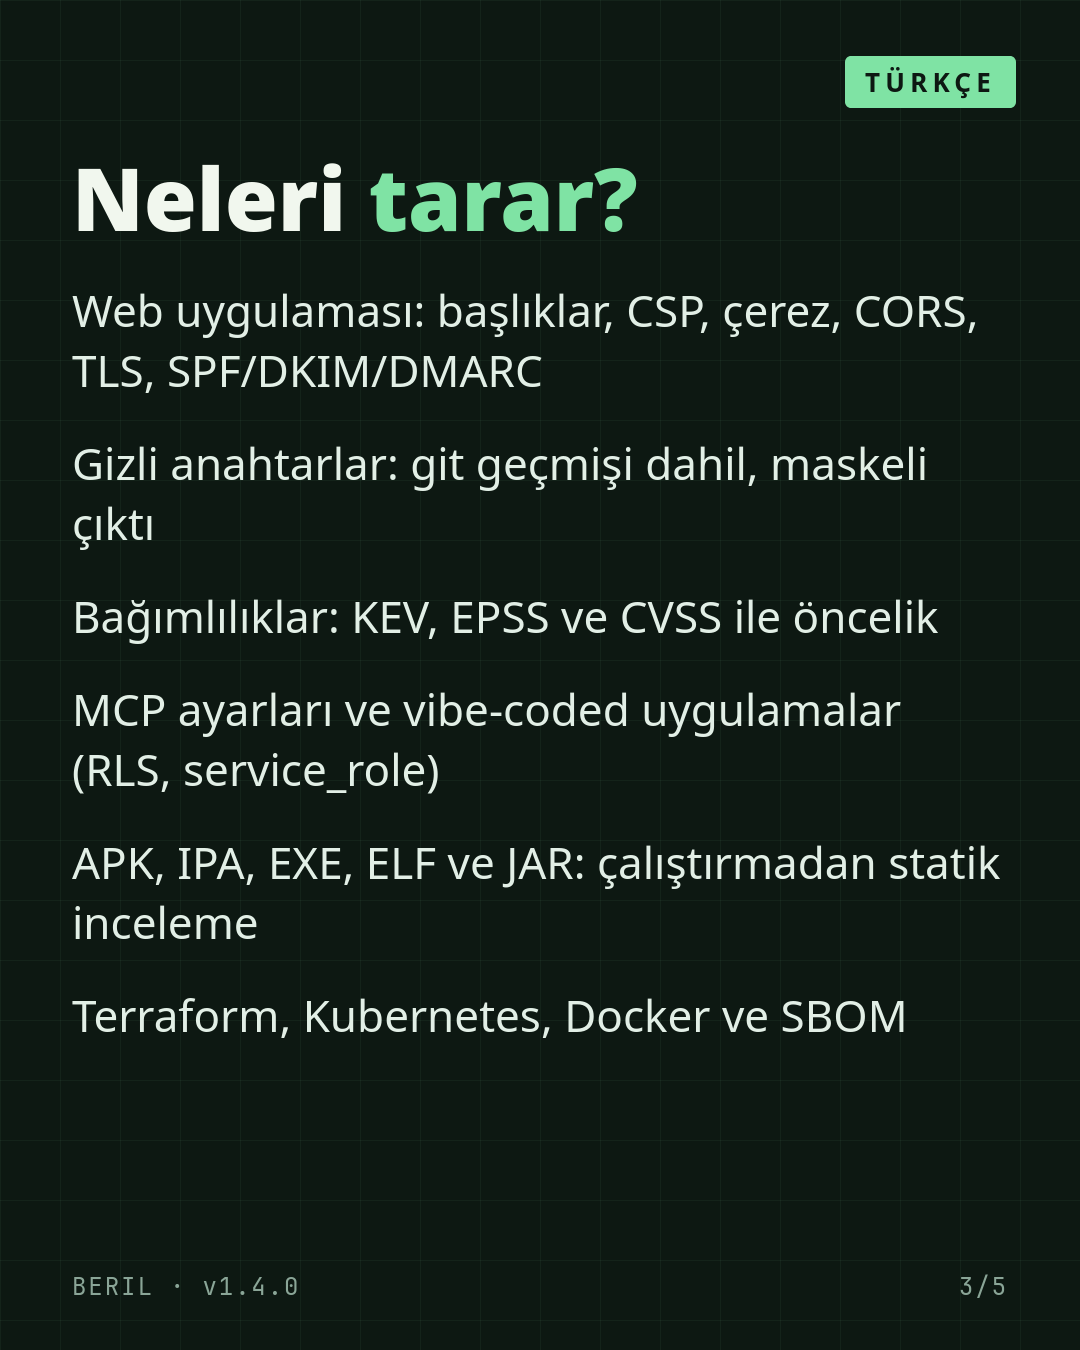 TÜRKÇE
Neleri tarar?
Web uygulaması: başlıklar, CSP, çerez, CORS,
TLS, SPF/DKIM/DMARC
Gizli anahtarlar: git geçmişi dahil, maskeli
çıktı
Bağımlılıklar: KEV, EPSS ve CVSS ile öncelik
MCP ayarları ve vibe-coded uygulamalar
(RLS, service_role)
APK, IPA, EXE, ELF ve JAR: çalıştırmadan statik
inceleme
Terraform, Kubernetes, Docker ve SBOM
BERIL · v1.4.0
3/5